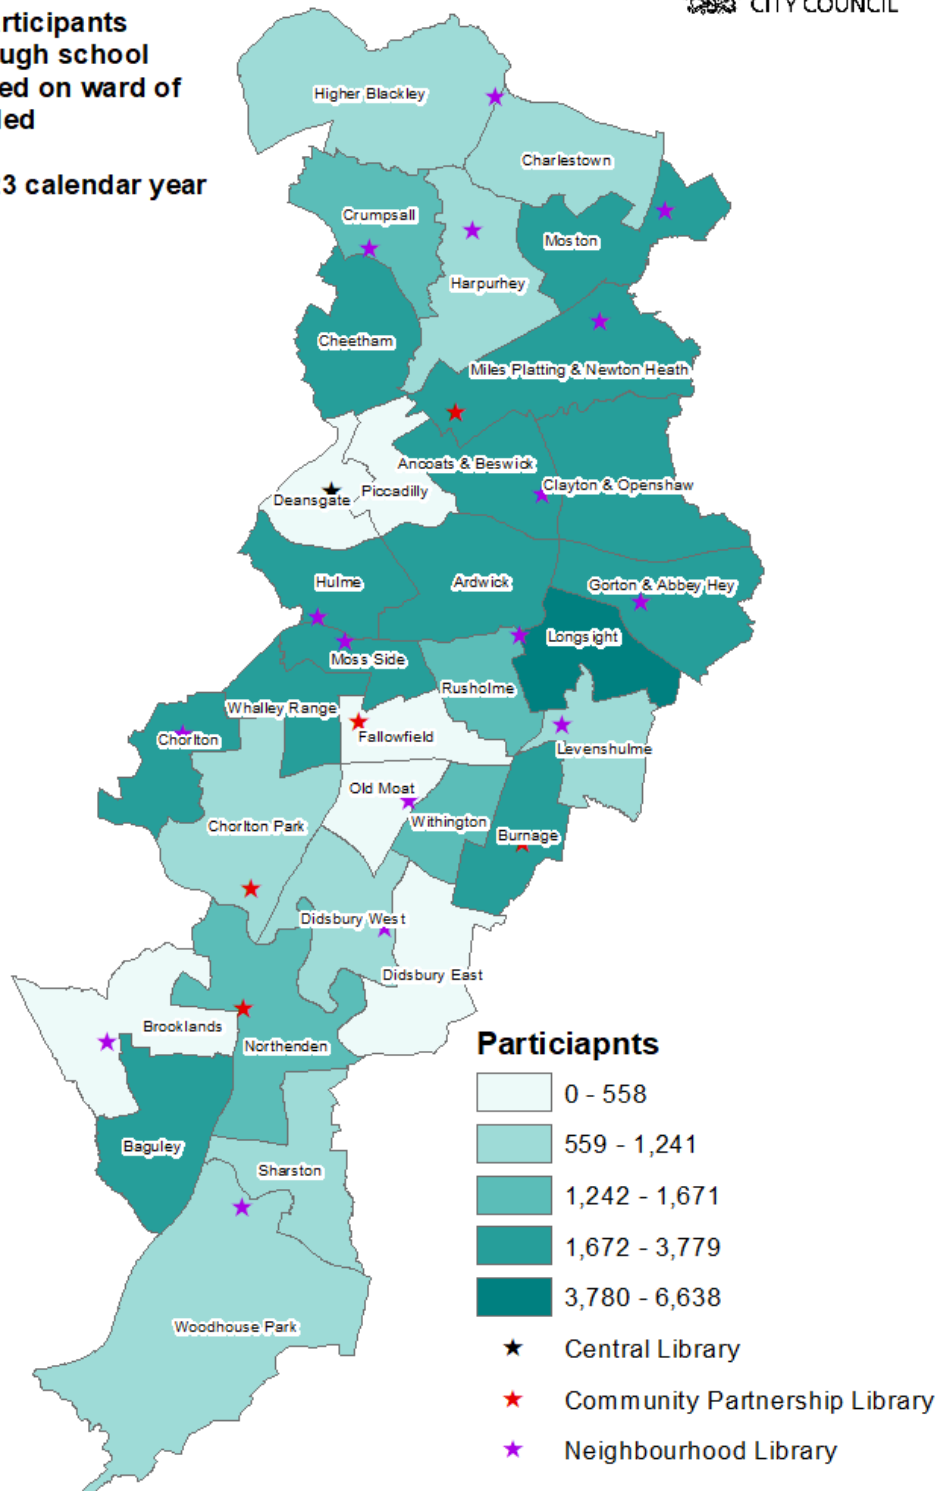 CITY COUNCIL
rticipants
ugh school
ed on ward of
led
3 calendar year
Higher Blackley
Charlestown
Crumpsall
Moston
Harpurhey
Cheetham
Miles Platting & Newton Heath
Ancoats & Beswick
Clayton & Openshaw
Piccadilly
Deansgate
Hulme
Ardwick
Gorton & Abbey Hey
Longsight
Moss Side
Rusholme
Whalley Range
Fallowfield
Chorlton
Levenshulme
Old Moat
Withington
Chorlton Park
Burnage
Didsbury West
Didsbury East
Brooklands
Northenden
Baguley
Sharston
Woodhouse Park
Particiapnts
0 - 558
559 - 1,241
1,242 - 1,671
1,672 - 3,779
3,780 - 6,638
Central Library
Community Partnership Library
Neighbourhood Library